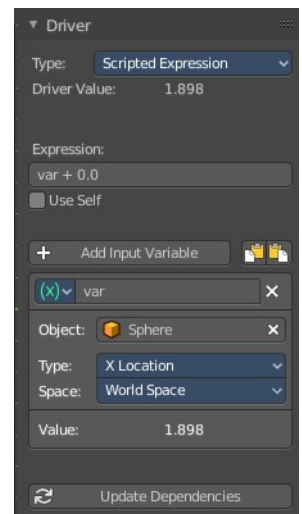 Driver
Type: Scripted Expression
Driver Value: 1.898
Expression:
var + 0.0
Use Self
Add Input Variable
(x) var
Object: Sphere
Type: X Location
Space: World Space
Value: 1.898
Update Dependencies